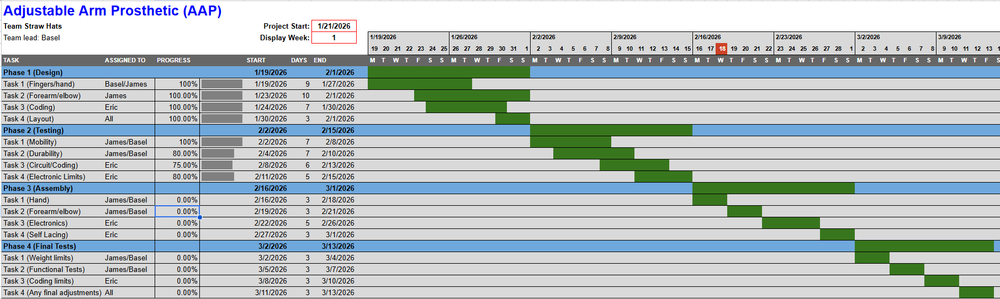 Adjustable Arm Prosthetic (AAP)
Team Straw Hats Project Start: 1/21/2026
Team lead: Basel Display Week: 1 1/19/2026 1/26/2026 2/2/2026 2/9/2026 2/16/2026 2/23/2026 3/2/2026 3/9/2026
19 20 21 22 23 24 25 26 27 28 29 30 31 1 2 3 4 5 6 7 8 9 10 11 12 13 14 15 16 17 18 19 20 21 22 23 24 25 26 27 28 1 2 3 4 5 6 7 8 9 10 11 12 13
TASK ASSIGNED TO PROGRESS START DAYS END M T W T F S S M T W T F S S M T W T F S S M T W T F S S M T W T F S S M T W T F S S M T W T F S S M T W T F S
Phase 1 (Design) 1/19/2026 2/1/2026
Task 1 (Fingers/hand) Basel/James 100% 1/19/2026 9 1/27/2026
Task 2 (Forearm/elbow) James 100.00% 1/23/2026 10 2/1/2026
Task 3 (Coding) Eric 100.00% 1/24/2026 7 1/30/2026
Task 4 (Layout) All 100.00% 1/30/2026 3 2/1/2026
Phase 2 (Testing) 2/2/2026 2/15/2026
Task 1 (Mobility) James/Basel 100% 2/2/2026 7 2/8/2026
Task 2 (Durability) James/Basel 80.00% 2/4/2026 7 2/10/2026
Task 3 (Circuit/Coding) Eric 75.00% 2/8/2026 6 2/13/2026
Task 4 (Electronic Limits) Eric 80.00% 2/11/2026 5 2/15/2026
Phase 3 (Assembly) 2/16/2026 3/1/2026
Task 1 (Hand) James/Basel 0.00% 2/16/2026 3 2/18/2026
Task 2 (Forearm/elbow) James/Basel 0.00% 2/19/2026 3 2/21/2026
Task 3 (Electronics) Eric 0.00% 2/22/2026 5 2/26/2026
Task 4 (Self Lacing) Eric 0.00% 2/27/2026 3 3/1/2026
Phase 4 (Final Tests) 3/2/2026 3/13/2026
Task 1 (Weight limits) James/Basel 0.00% 3/2/2026 3 3/4/2026
Task 2 (Functional Tests) James/Basel 0.00% 3/5/2026 3 3/7/2026
Task 3 (Coding limits) Eric 0.00% 3/8/2026 3 3/10/2026
Task 4 (Any final adjustments) All 0.00% 3/11/2026 3 3/13/2026